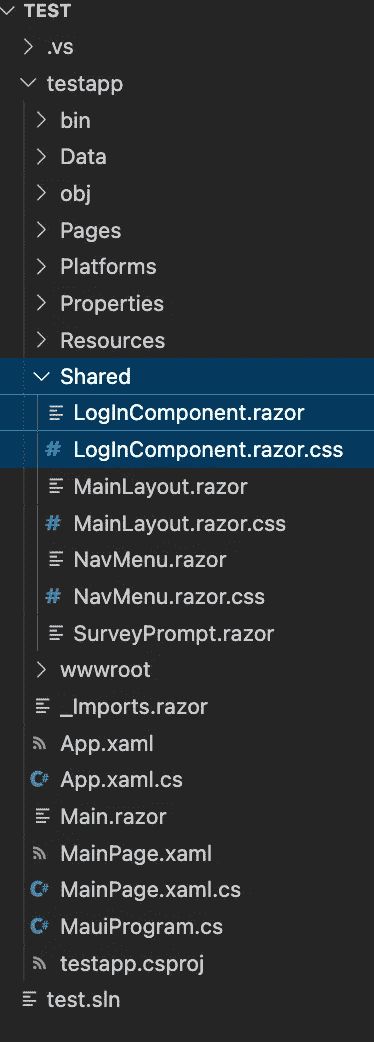 TEST
.vs
testapp
bin
Data
obj
Pages
Platforms
Properties
Resources
Shared
LogInComponent.razor
# LogInComponent.razor.css
MainLayout.razor
# MainLayout.razor.css
NavMenu.razor
# NavMenu.razor.css
SurveyPrompt.razor
wwwroot
_Imports.razor
App.xaml
C# App.xaml.cs
Main.razor
MainPage.xaml
C# MainPage.xaml.cs
C# MauiProgram.cs
testapp.csproj
test.sln